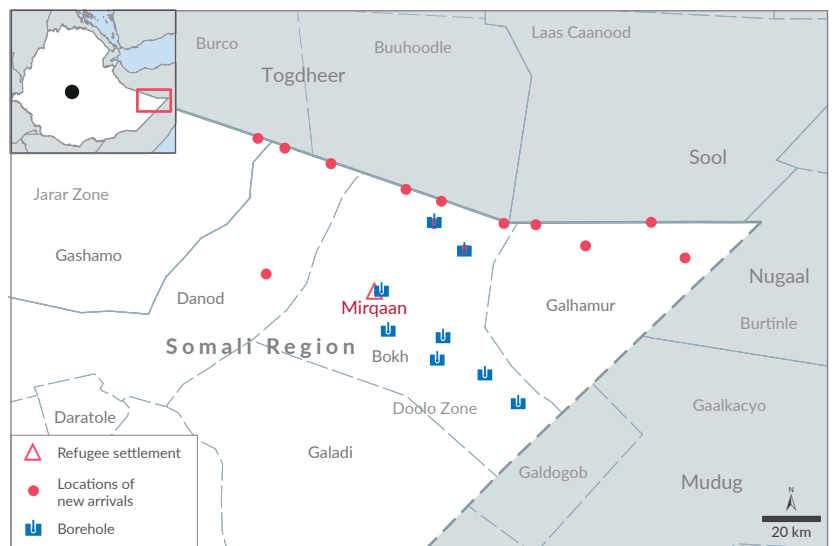 Burco
Buuhoodle
Laas Caanood
Togdheer
Sool
Jarar Zone
Gashamo
Danod
Nugaal
Galhamur
Mirqaan
Burtinle
Somali Region
Bokh
Doolo Zone
Gaalkacyo
Daratole
Galadi
Galdogob
Mudug
Refugee settlement
Locations of
new arrivals
Borehole
N
20 km